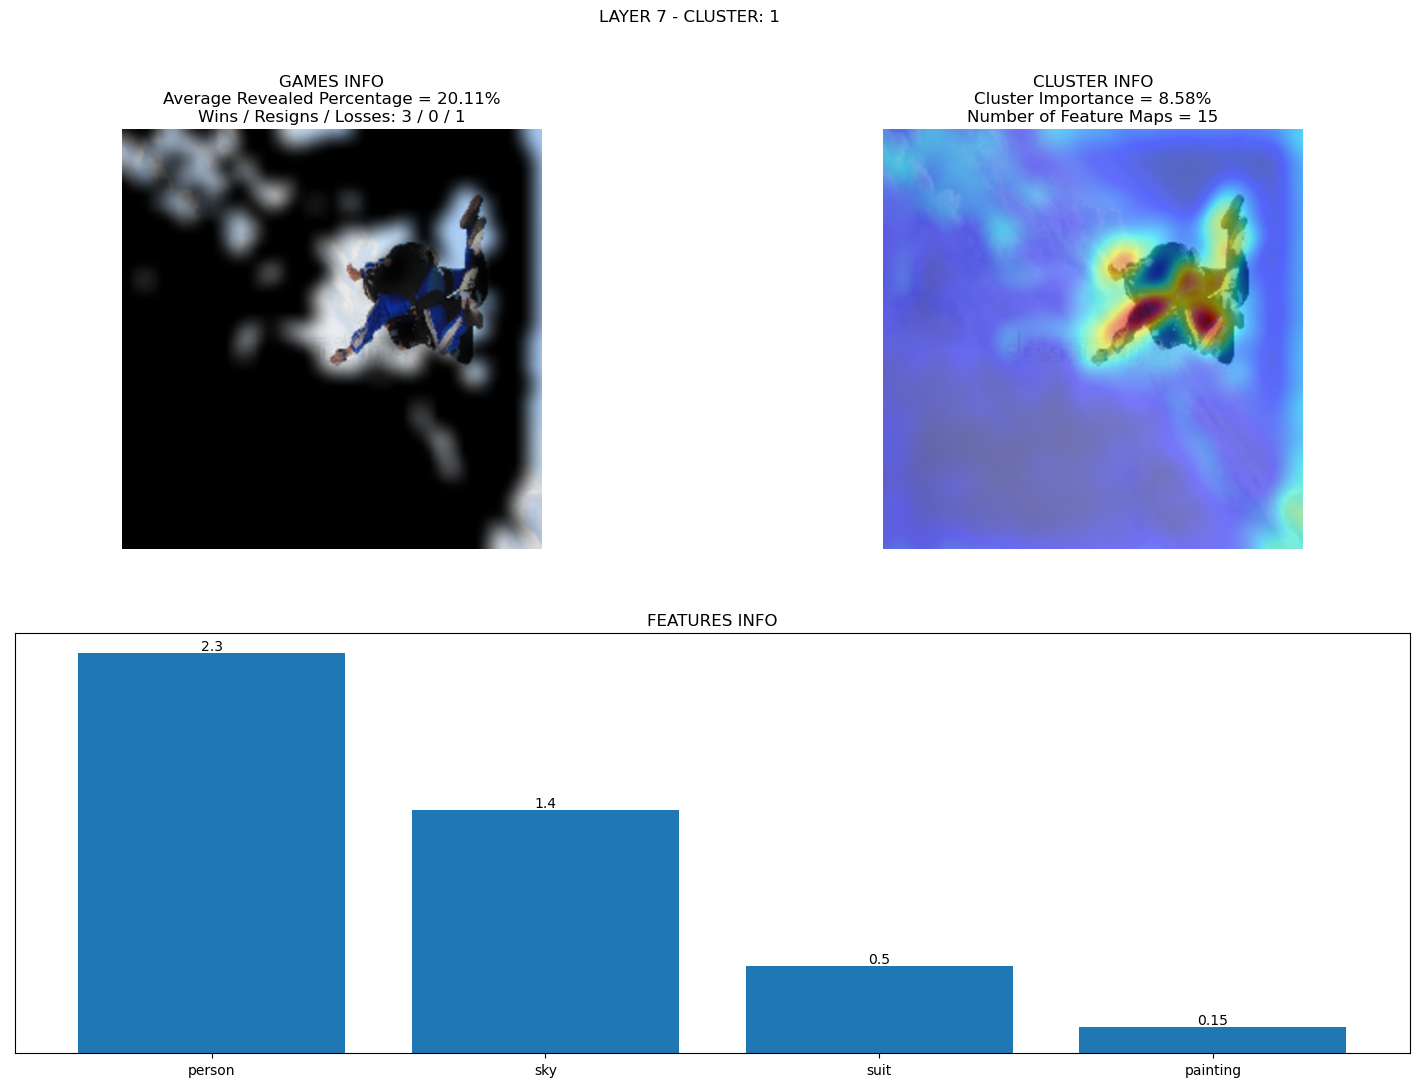 LAYER 7 - CLUSTER: 1
GAMES INFO
Average Revealed Percentage = 20.11%
Wins / Resigns / Losses: 3 / 0 / 1
CLUSTER INFO
Cluster Importance = 8.58%
Number of Feature Maps = 15
FEATURES INFO
2.3
1.4
0.5
0.15
person
sky
suit
painting